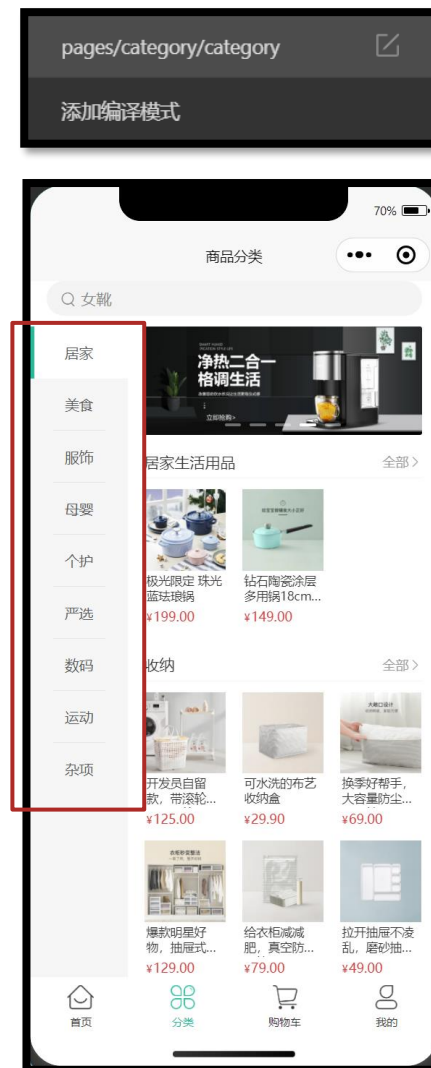 pages/category/category
添加编译模式
70%
商品分类
女靴
居家
美食
服饰
母婴
个护
严选
数码
运动
杂项
净热二合一
格调生活
立即抢购>
居家生活用品
全部>
极光限定 珠光
蓝珐琅锅
¥199.00
钻石陶瓷涂层
多用锅18cm...
¥149.00
收纳
全部>
开发员自留
款，带滚轮...
¥125.00
可水洗的布艺
收纳盒
¥29.90
换季好帮手，
大容量防尘...
¥69.00
爆款明星好
物，抽屉式...
¥129.00
给衣柜减减
肥，真空防...
¥79.00
拉开抽屉不凌
乱，磨砂抽...
¥49.00
首页
分类
购物车
我的